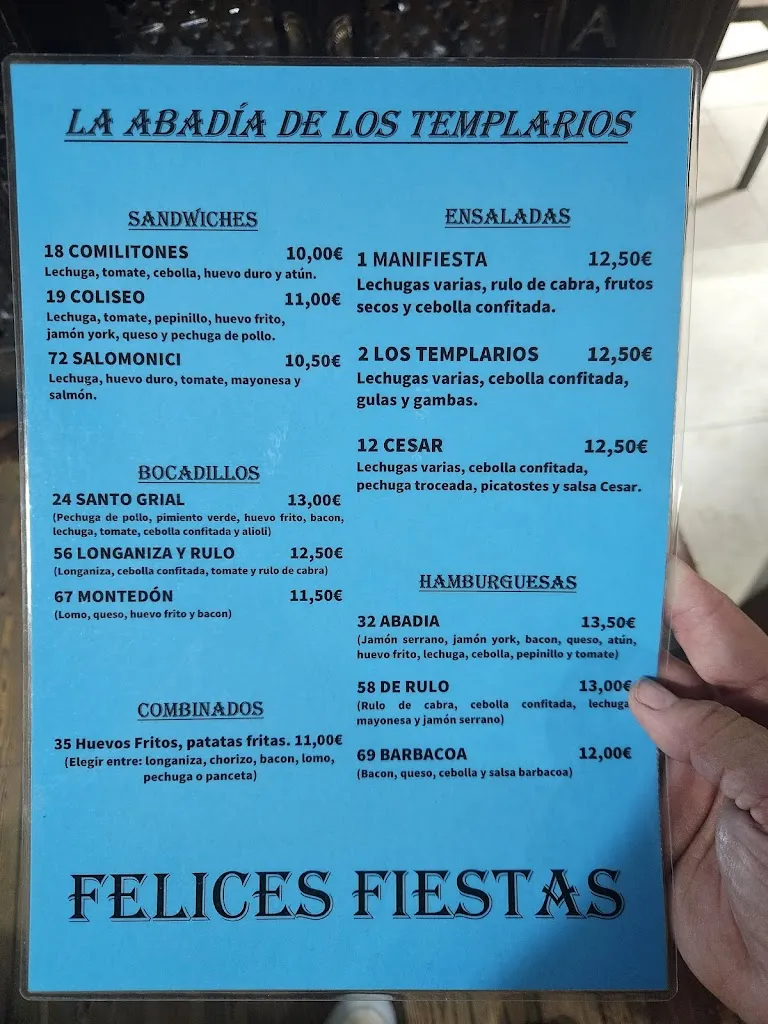 LA ABADÍA DE LOS TEMPLARIOS
SANDWICHES
18 COMILITONES 10,00€
Lechuga, tomate, cebolla, huevo duro y atún.
19 COLISEO 11,00€
Lechuga, tomate, pepinillo, huevo frito,
jamón york, queso y pechuga de pollo.
72 SALOMONICI 10,50€
Lechuga, huevo duro, tomate, mayonesa y
salmón.
BOCADILLOS
24 SANTO GRIAL 13,00€
(Pechuga de pollo, pimiento verde, huevo frito, bacon,
lechuga, tomate, cebolla confitada y alioli)
56 LONGANIZA Y RULO 12,50€
(Longaniza, cebolla confitada, tomate y rulo de cabra)
67 MONTEDÓN 11,50€
(Lomo, queso, huevo frito y bacon)
COMBINADOS
35 Huevos Fritos, patatas fritas. 11,00€
(Elegir entre: longaniza, chorizo, bacon, lomo,
pechuga o panceta)
ENSALADAS
1 MANIFIESTA 12,50€
Lechugas varias, rulo de cabra, frutos
secos y cebolla confitada.
2 LOS TEMPLARIOS 12,50€
Lechugas varias, cebolla confitada,
gulas y gambas.
12 CESAR 12,50€
Lechugas varias, cebolla confitada,
pechuga troceada, picatostes y salsa Cesar.
HAMBURGUESAS
32 ABADIA 13,50€
(Jamón serrano, jamón york, bacon, queso, atún,
huevo frito, lechuga, cebolla, pepinillo y tomate)
58 DE RULO 13,00€
(Rulo de cabra, cebolla confitada, lechuga
mayonesa y jamón serrano)
69 BARBACOA 12,00€
(Bacon, queso, cebolla y salsa barbacoa)
FELICES FIESTAS